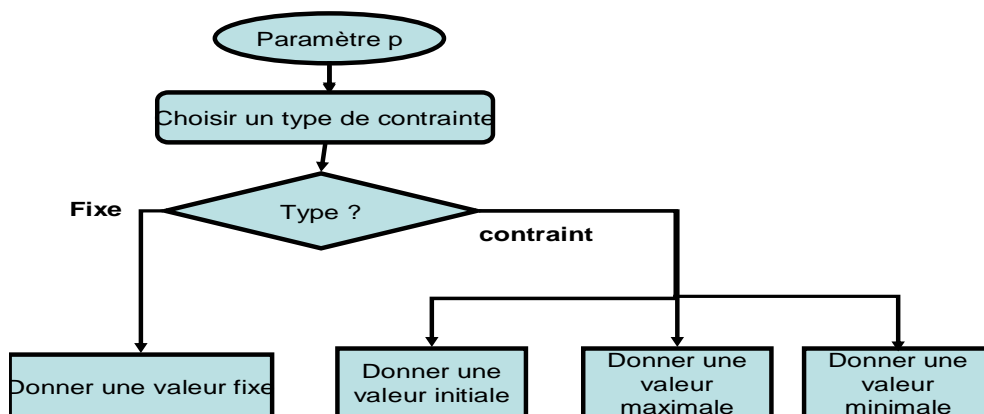 Paramètre p
Choisir un type de contrainte
Type ?
Fixe
contraint
Donner une valeur fixe
Donner une
valeur initiale
Donner une
valeur
maximale
Donner une
valeur
minimale